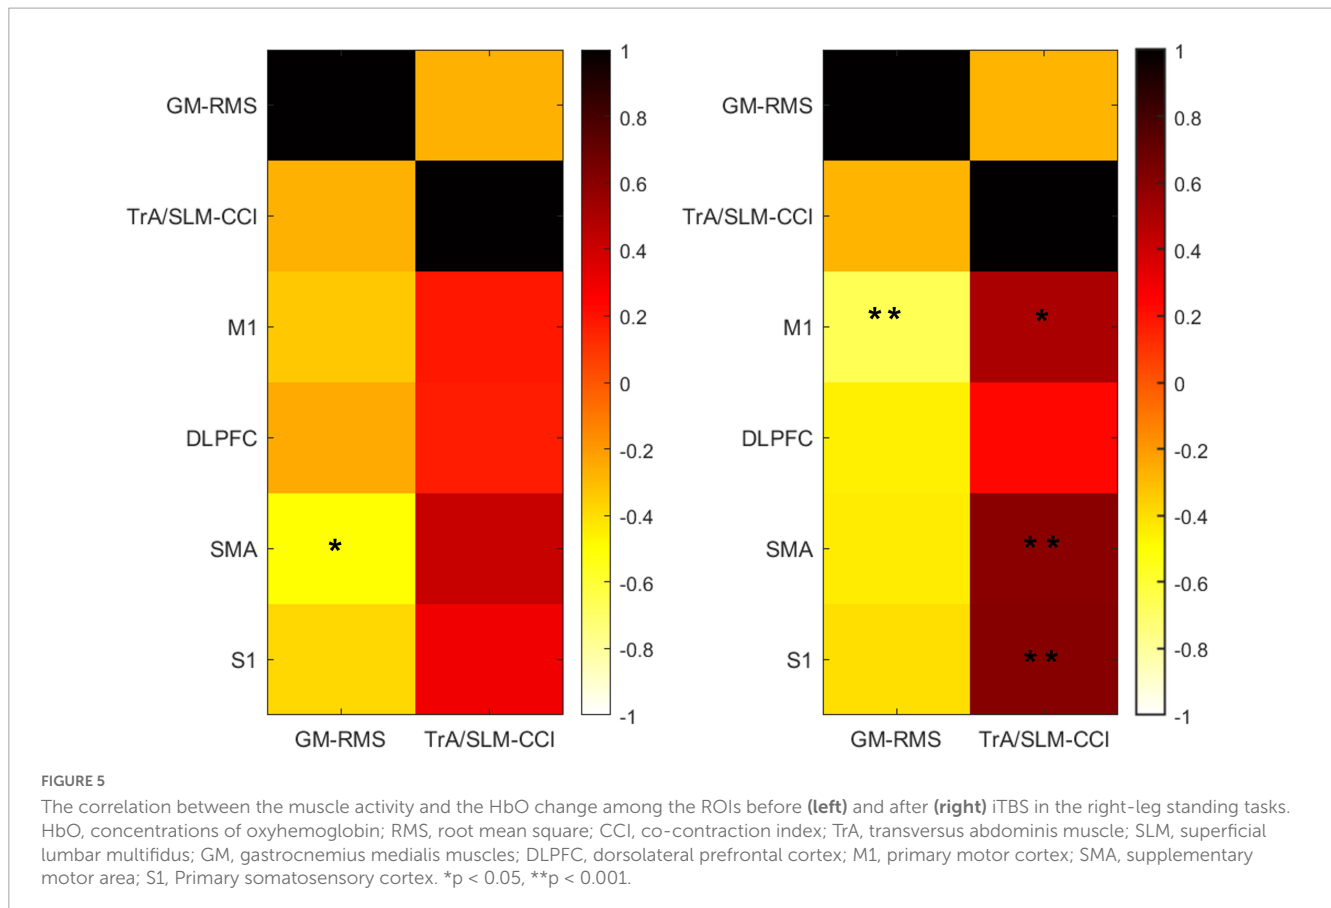 GM-RMS
TrA/SLM-CCI
M1
DLPFC
SMA
S1
*
GM-RMS TrA/SLM-CCI
1
0.8
0.6
0.4
0.2
0
-0.2
-0.4
-0.6
-0.8
-1
GM-RMS
TrA/SLM-CCI
M1
DLPFC
SMA
S1
** *
**
**
GM-RMS TrA/SLM-CCI
1
0.8
0.6
0.4
0.2
0
-0.2
-0.4
-0.6
-0.8
-1
FIGURE 5
The correlation between the muscle activity and the HbO change among the ROIs before (left) and after (right) iTBS in the right-leg standing tasks.
HbO, concentrations of oxyhemoglobin; RMS, root mean square; CCI, co-contraction index; TrA, transversus abdominis muscle; SLM, superficial
lumbar multifidus; GM, gastrocnemius medialis muscles; DLPFC, dorsolateral prefrontal cortex; M1, primary motor cortex; SMA, supplementary
motor area; S1, Primary somatosensory cortex. *p < 0.05, **p < 0.001.